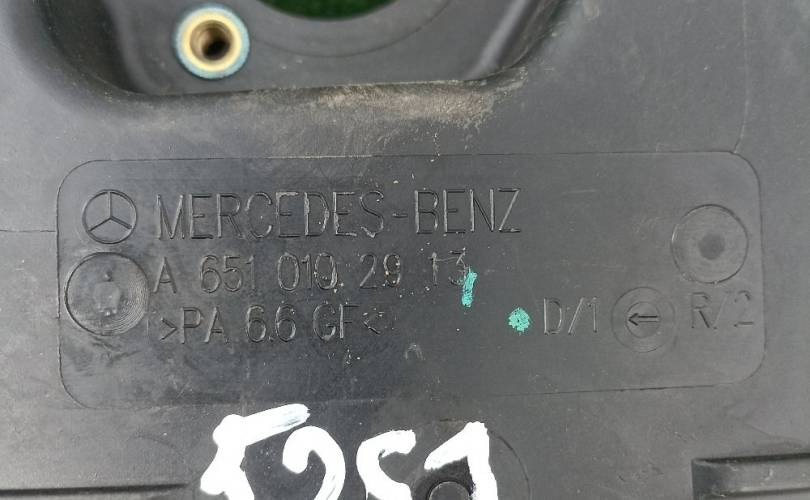 MERCEDES-BENZ
A 651 010 29 13
>PA 6.6 GF<
D/1 R/2